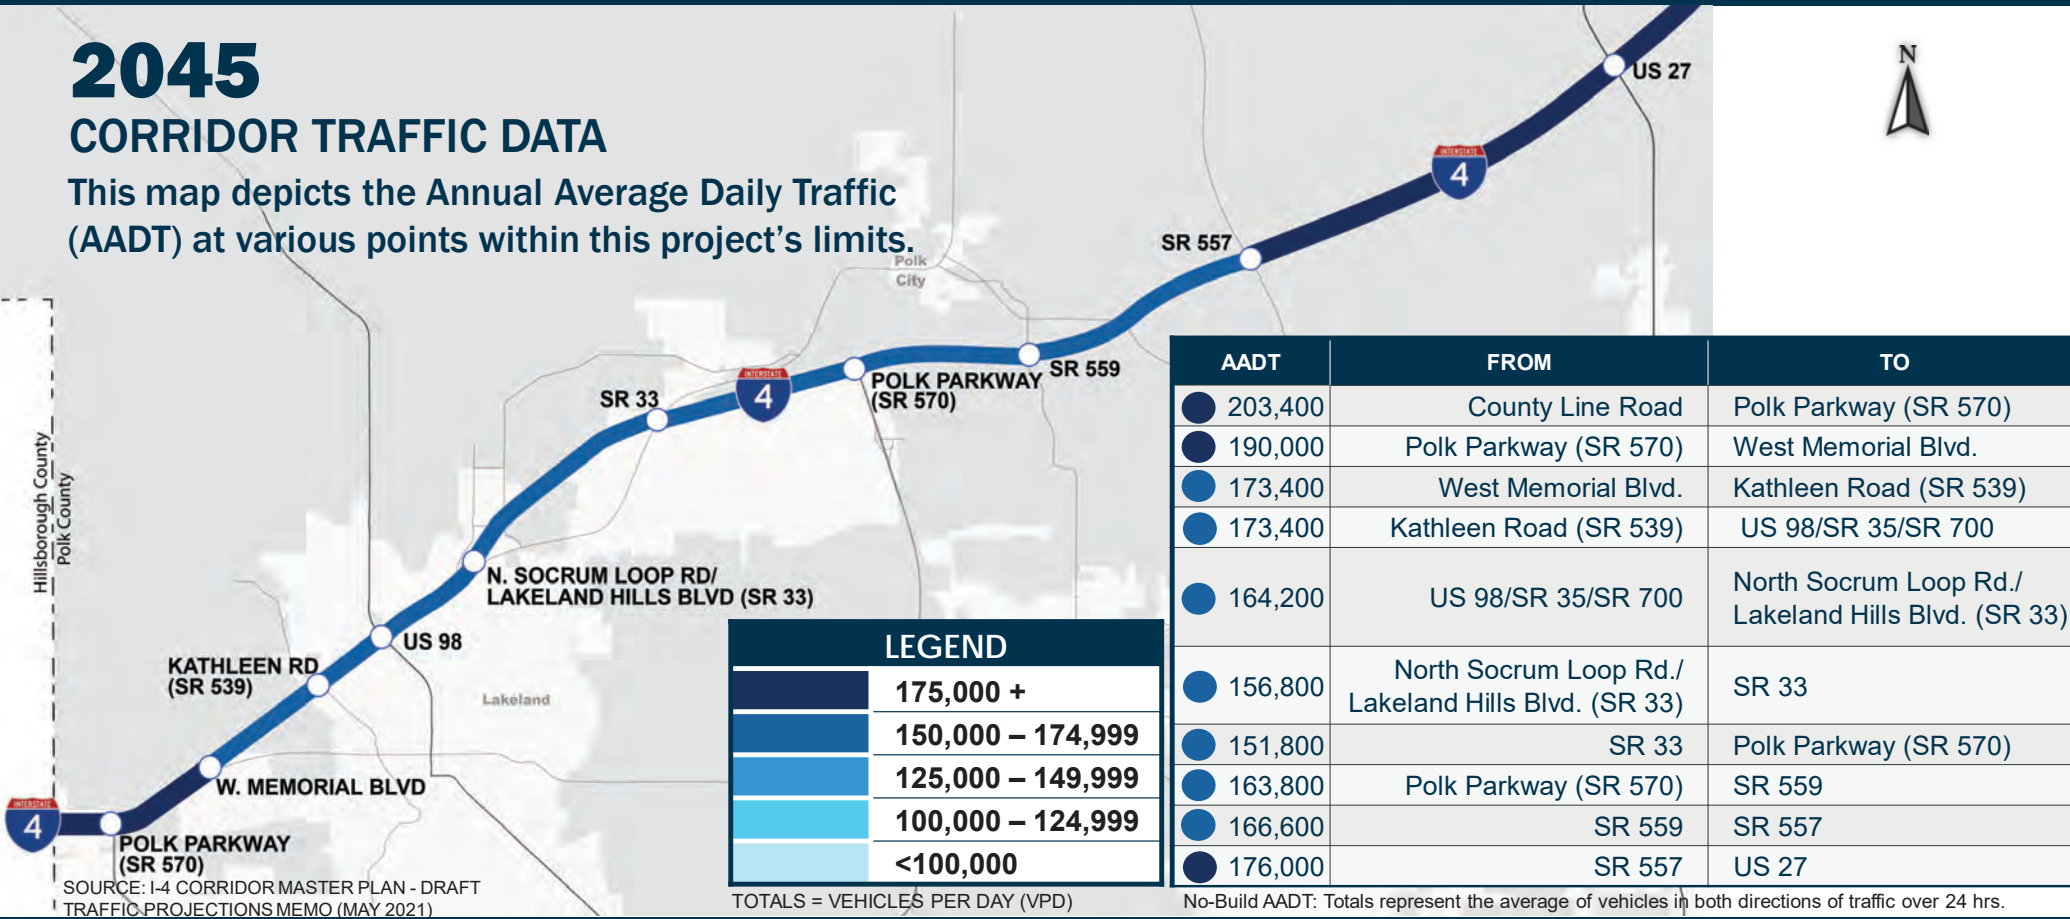 2045
CORRIDOR TRAFFIC DATA
This map depicts the Annual Average Daily Traffic
(AADT) at various points within this project's limits.
N
US 27
INTERSTATE
4
SR 557
Polk
City
SR 559
POLK PARKWAY
(SR 570)
INTERSTATE
4
SR 33
N. SOCRUM LOOP RD/
LAKELAND HILLS BLVD (SR 33)
US 98
KATHLEEN RD
(SR 539)
Lakeland
W. MEMORIAL BLVD
POLK PARKWAY
(SR 570)
INTERSTATE
4
Hillsborough County
Polk County
SOURCE: I-4 CORRIDOR MASTER PLAN - DRAFT
TRAFFIC PROJECTIONS MEMO (MAY 2021)
LEGEND
175,000 +
150,000 – 174,999
125,000 – 149,999
100,000 – 124,999
<100,000
TOTALS = VEHICLES PER DAY (VPD)
AADT FROM TO
203,400 County Line Road Polk Parkway (SR 570)
190,000 Polk Parkway (SR 570) West Memorial Blvd.
173,400 West Memorial Blvd. Kathleen Road (SR 539)
173,400 Kathleen Road (SR 539) US 98/SR 35/SR 700
164,200 US 98/SR 35/SR 700 North Socrum Loop Rd./
Lakeland Hills Blvd. (SR 33)
156,800 North Socrum Loop Rd./
Lakeland Hills Blvd. (SR 33) SR 33
151,800 SR 33 Polk Parkway (SR 570)
163,800 Polk Parkway (SR 570) SR 559
166,600 SR 559 SR 557
176,000 SR 557 US 27
No-Build AADT: Totals represent the average of vehicles in both directions of traffic over 24 hrs.